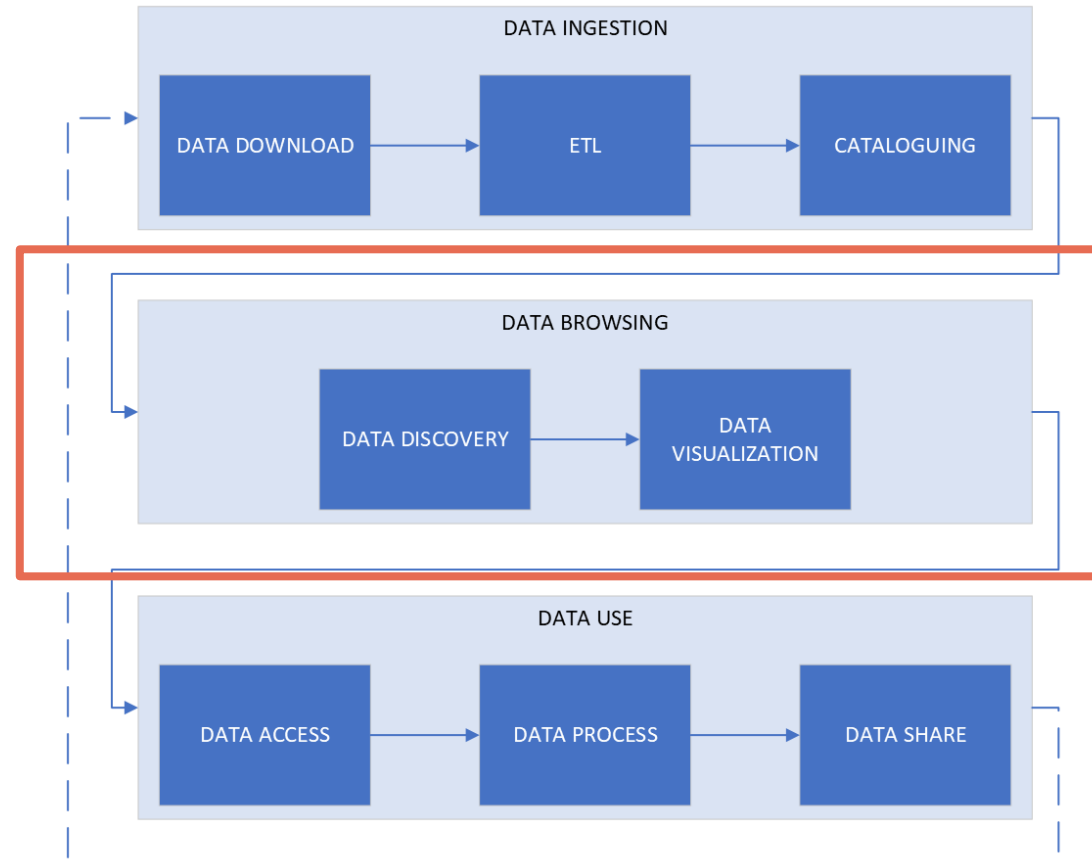 DATA INGESTION
DATA DOWNLOAD
ETL
CATALOGUING
DATA BROWSING
DATA DISCOVERY
DATA
VISUALIZATION
DATA USE
DATA ACCESS
DATA PROCESS
DATA SHARE